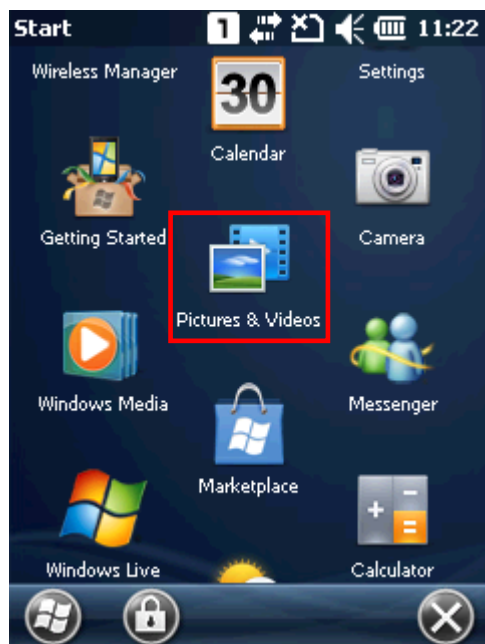 Start
1
11:22
Wireless Manager
30
Settings
Calendar
Getting Started
Camera
Pictures & Videos
Windows Media
Messenger
Marketplace
Windows Live
Calculator